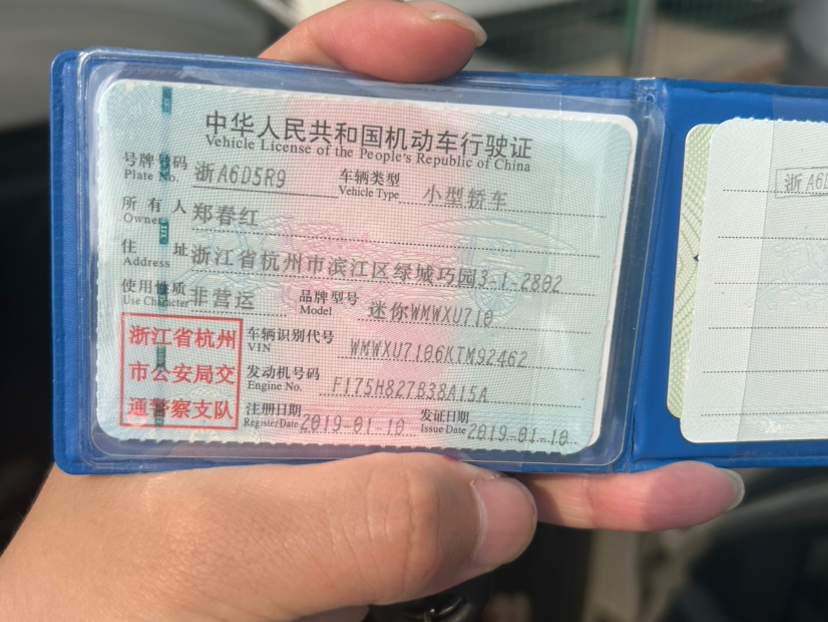 中华人民共和国机动车行驶证
Vehicle License of the People's Republic of China
号牌号码 浙A6D5R9 车辆类型 小型轿车
Plate No. Vehicle Type
所有人 郑春红
Owner
住址 浙江省杭州市滨江区绿城巧园3-1-2802
Address
使用性质 非营运 品牌型号 迷你WMWXU710
Use Character Model
浙江省杭州
市公安局交
通警察支队
车辆识别代号 WMWXU7106KTM92462
VIN
发动机号码 F175H827B38A15A
Engine No.
注册日期 2019-01-10 发证日期 2019-01-10
Register Date Issue Date
浙A6D